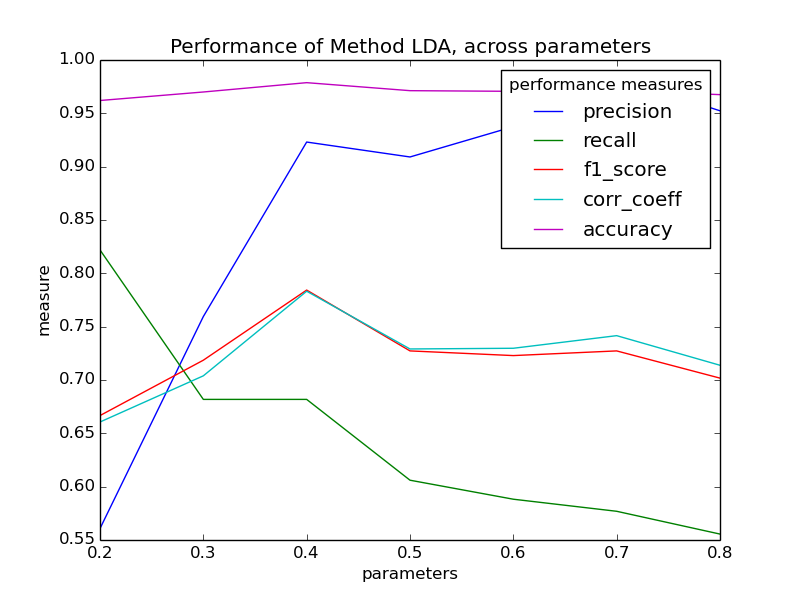 Performance of Method LDA, across parameters
1.00
0.95
0.90
0.85
0.80
0.75
0.70
0.65
0.60
0.55
measure
performance measures
precision
recall
f1_score
corr_coeff
accuracy
0.2 0.3 0.4 0.5 0.6 0.7 0.8
parameters